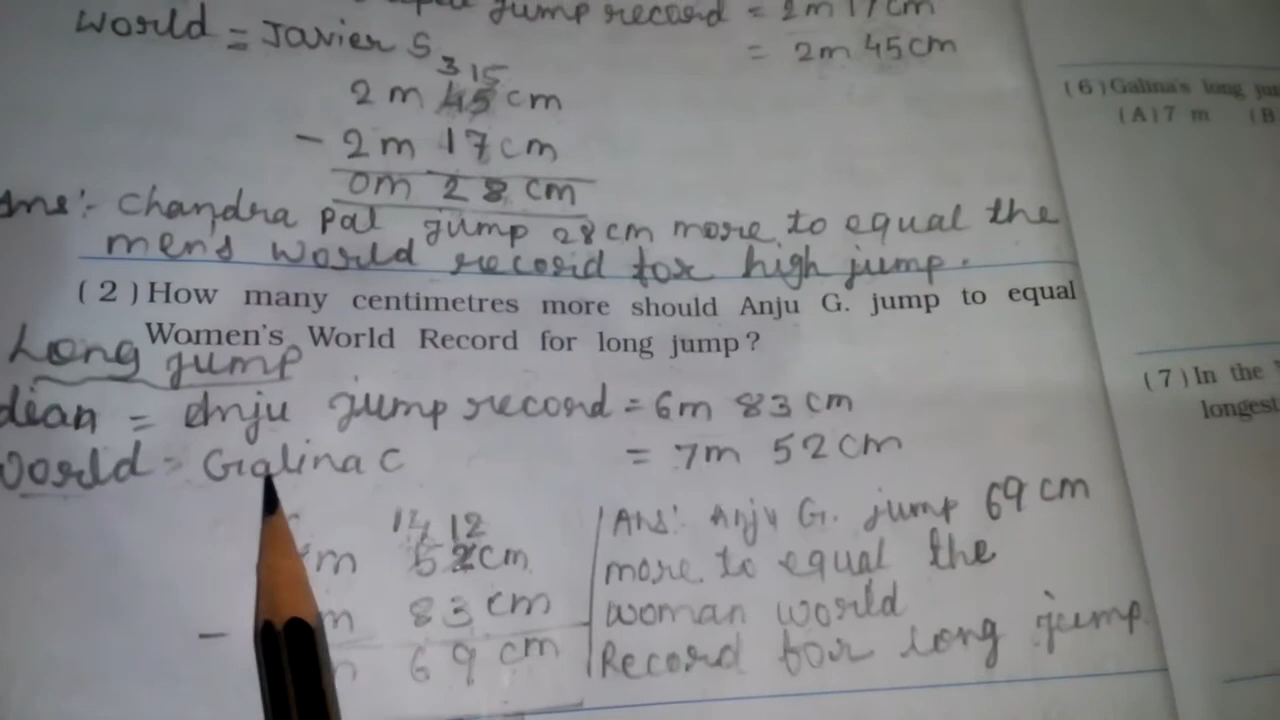 jump record = 2m 17cm
World = Javier S = 2m 45cm
3 15
2 m 45 cm
- 2 m 17 cm
0m 28 cm
Ans:- Chandra Pal jump 28cm more to equal the
men's world record for high jump.
(2) How many centimetres more should Anju G. jump to equal
Women's World Record for long jump?
Long jump
dian = Anju jump record = 6m 83 cm
World = Galina C = 7m 52 cm
14 12
m 52cm
- m 83 cm
69 cm
Ans: Anju G. jump 69 cm
more to equal the
woman world
Record for long jump.
(6) Galina's long
(A) 7 m (B
(7) In the
longest